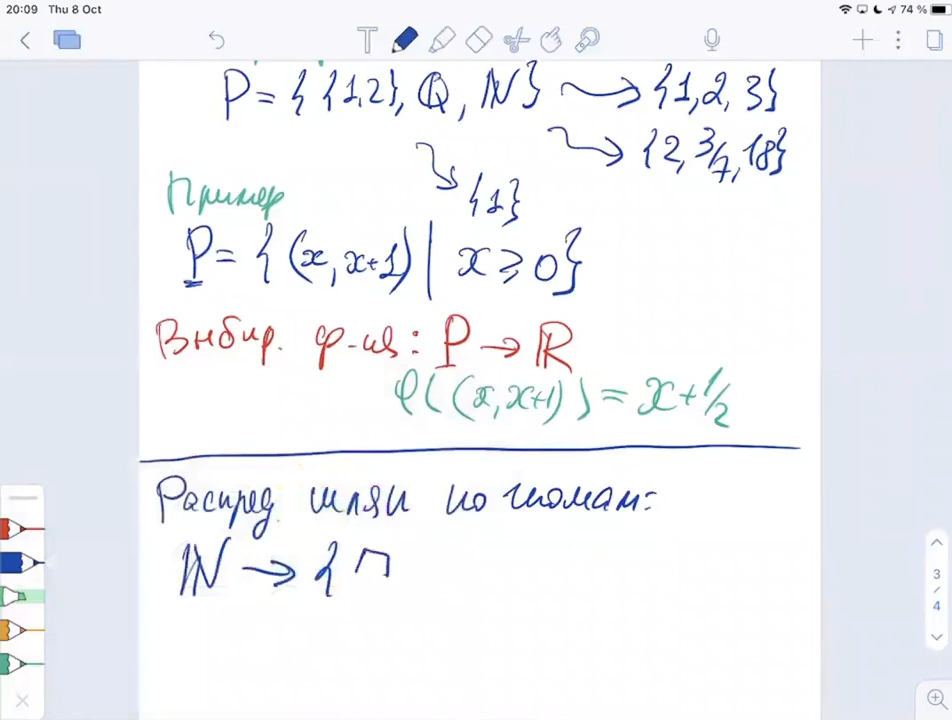 20:09 Thu 8 Oct
74 %
P = { {1,2}, ℚ, ℕ } ⟿ {1, 2, 3}
⟿ {2, 3/7, 18}
Пример
⟿ {1}
P = { (x, x+1) | x ⩾ 0 }
Выбир. ф-ия: P → ℝ
φ((x, x+1)) = x + 1/2
Распред шляп по гномам:
ℕ → { П
3
/
4